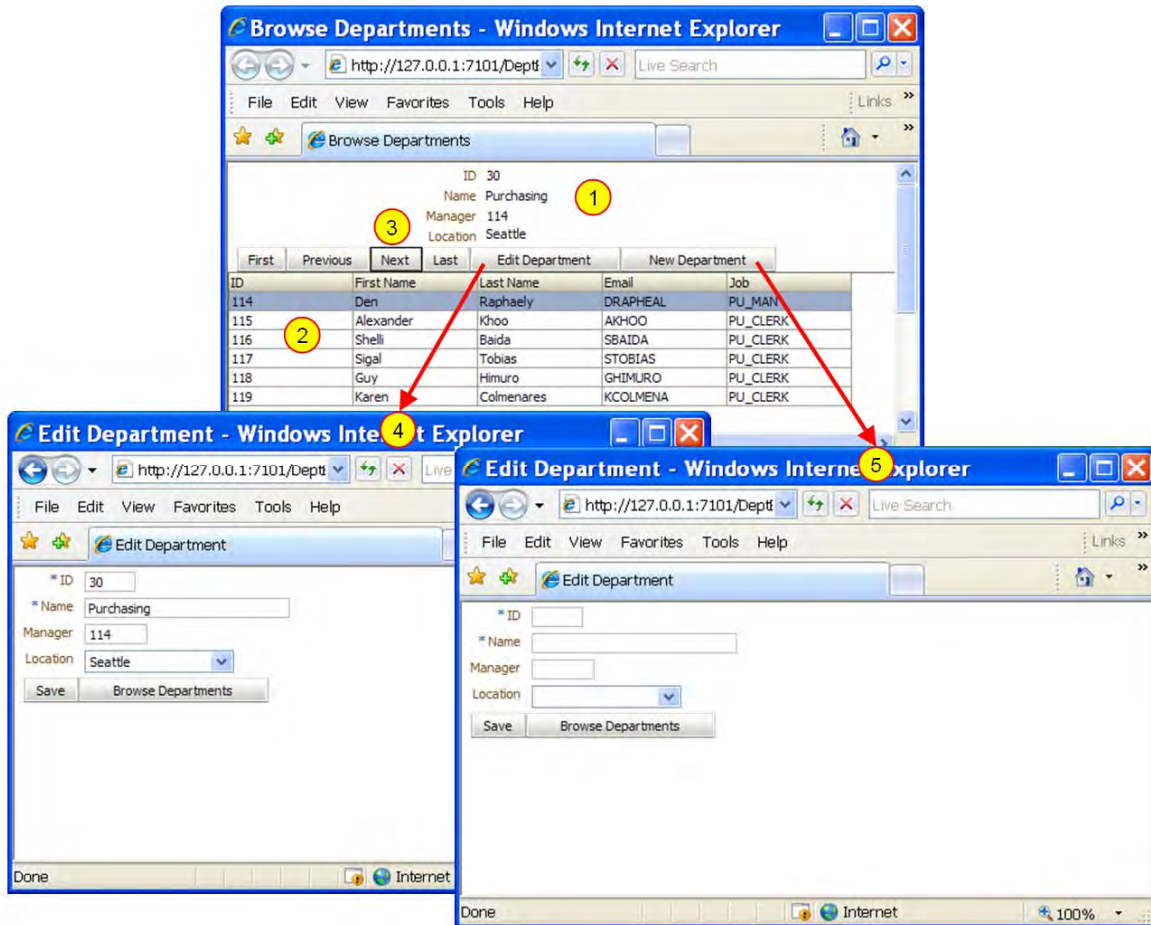 Browse Departments - Windows Internet Explorer
http://127.0.0.1:7101/Dept Live Search
File Edit View Favorites Tools Help Links »
Browse Departments »
ID 30
Name Purchasing 1
Manager 114
3
Location Seattle
First Previous Next Last Edit Department New Department
ID First Name Last Name Email Job
114 Den Raphaely DRAPHEAL PU_MAN
115 Alexander Khoo AKHOO PU_CLERK
2
116 Shelli Baida SBAIDA PU_CLERK
117 Sigal Tobias STOBIAS PU_CLERK
118 Guy Himuro GHIMURO PU_CLERK
119 Karen Colmenares KCOLMENA PU_CLERK
4
Edit Department - Windows Internet Explorer
http://127.0.0.1:7101/Dept Live
File Edit View Favorites Tools Help
Edit Department
* ID 30
* Name Purchasing
Manager 114
Location Seattle
Save Browse Departments
Done Internet
5
Edit Department - Windows Internet Explorer
http://127.0.0.1:7101/Dept Live Search
File Edit View Favorites Tools Help Links »
Edit Department »
* ID
* Name
Manager
Location
Save Browse Departments
Done Internet 100%